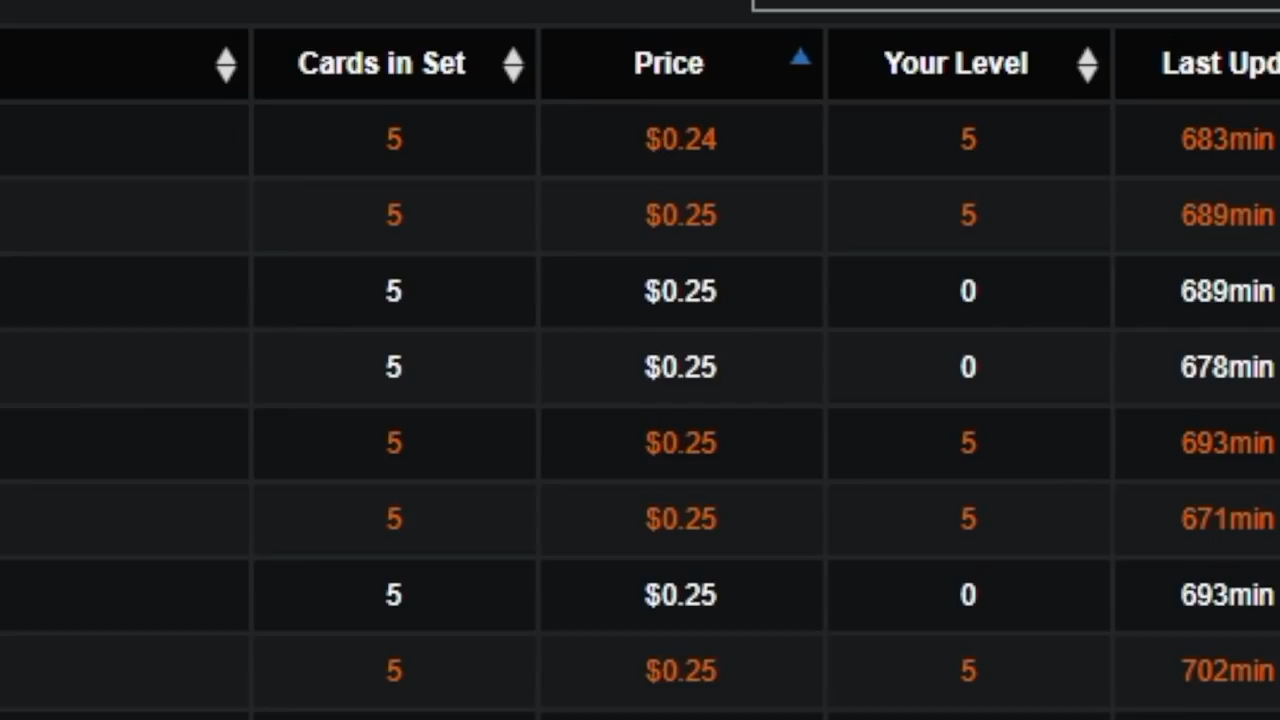 Cards in Set Price Your Level Last Upd
5 $0.24 5 683min
5 $0.25 5 689min
5 $0.25 0 689min
5 $0.25 0 678min
5 $0.25 5 693min
5 $0.25 5 671min
5 $0.25 0 693min
5 $0.25 5 702min